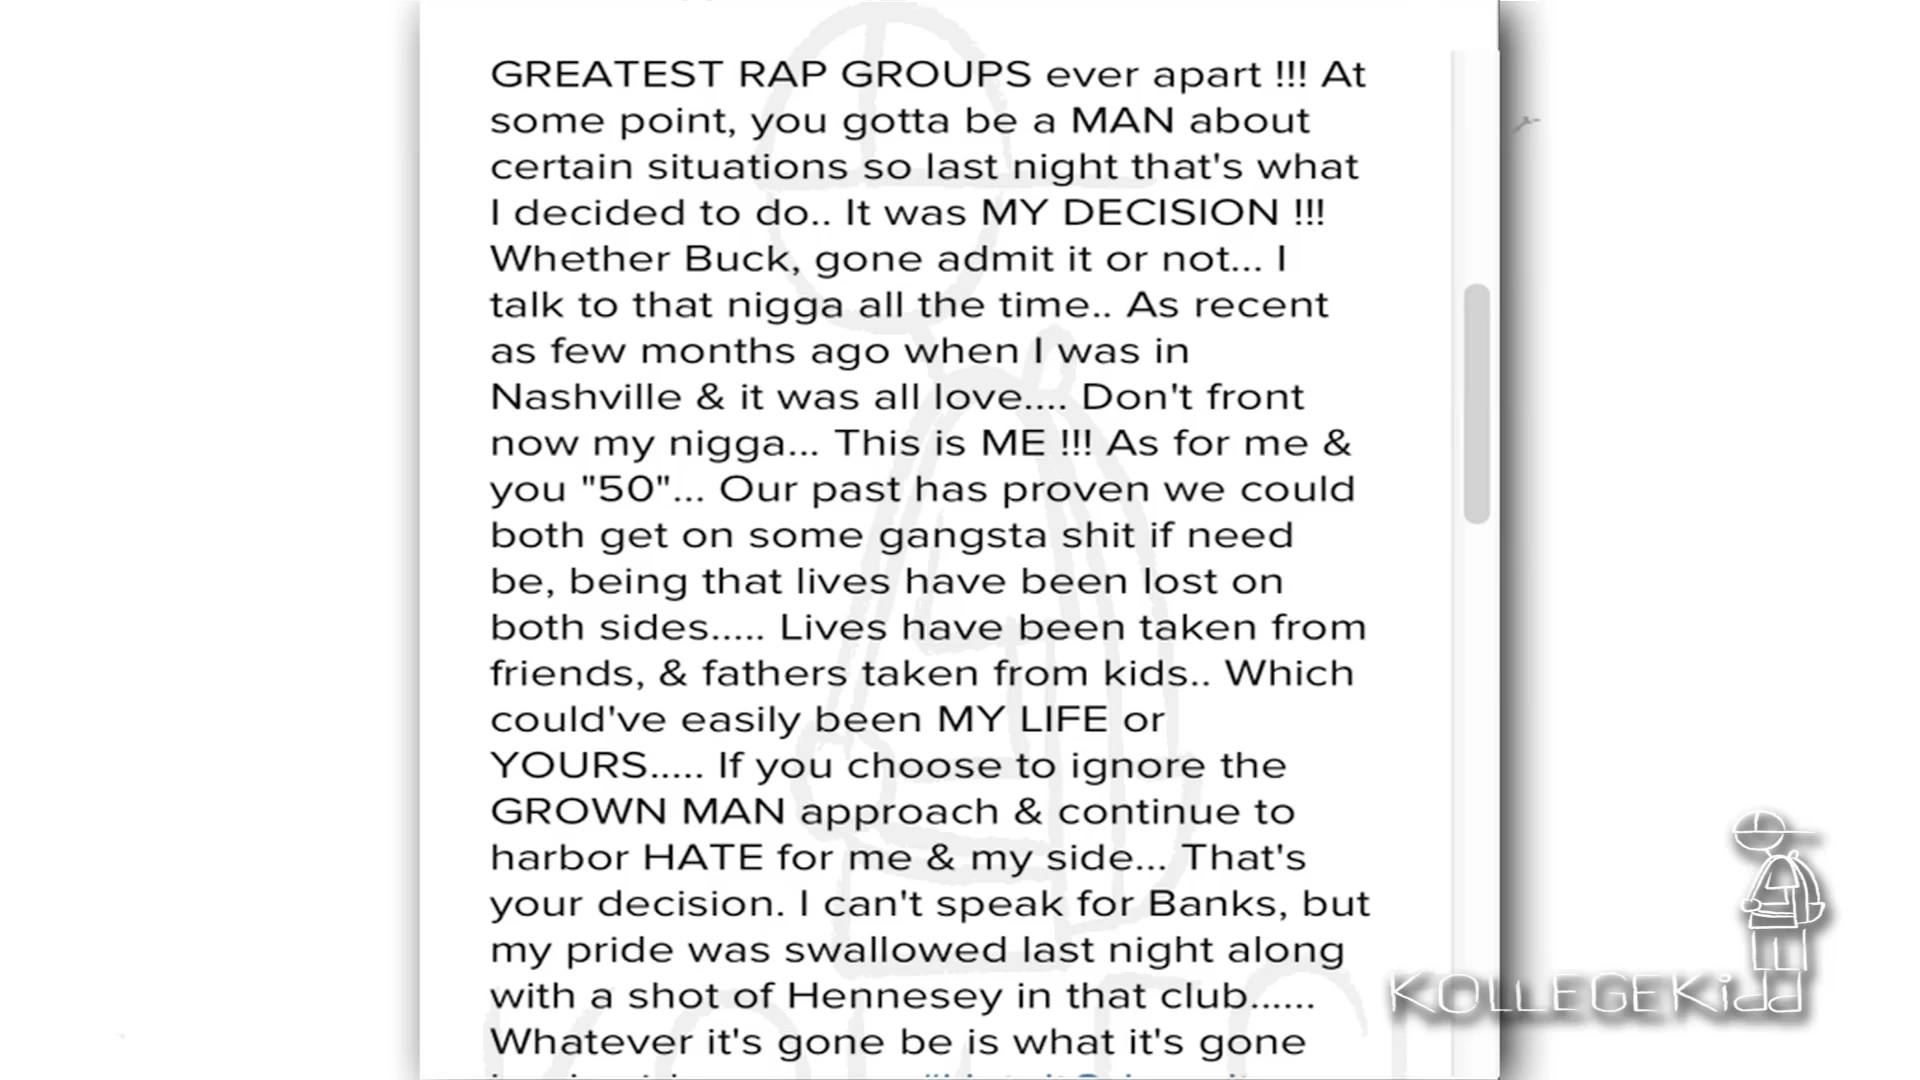 GREATEST RAP GROUPS ever apart !!! At
some point, you gotta be a MAN about
certain situations so last night that's what
I decided to do.. It was MY DECISION !!!
Whether Buck, gone admit it or not... I
talk to that nigga all the time.. As recent
as few months ago when I was in
Nashville & it was all love.... Don't front
now my nigga... This is ME !!! As for me &
you "50"... Our past has proven we could
both get on some gangsta shit if need
be, being that lives have been lost on
both sides..... Lives have been taken from
friends, & fathers taken from kids.. Which
could've easily been MY LIFE or
YOURS..... If you choose to ignore the
GROWN MAN approach & continue to
harbor HATE for me & my side... That's
your decision. I can't speak for Banks, but
my pride was swallowed last night along
with a shot of Hennesey in that club......
Whatever it's gone be is what it's gone
KOLLEGEKidd